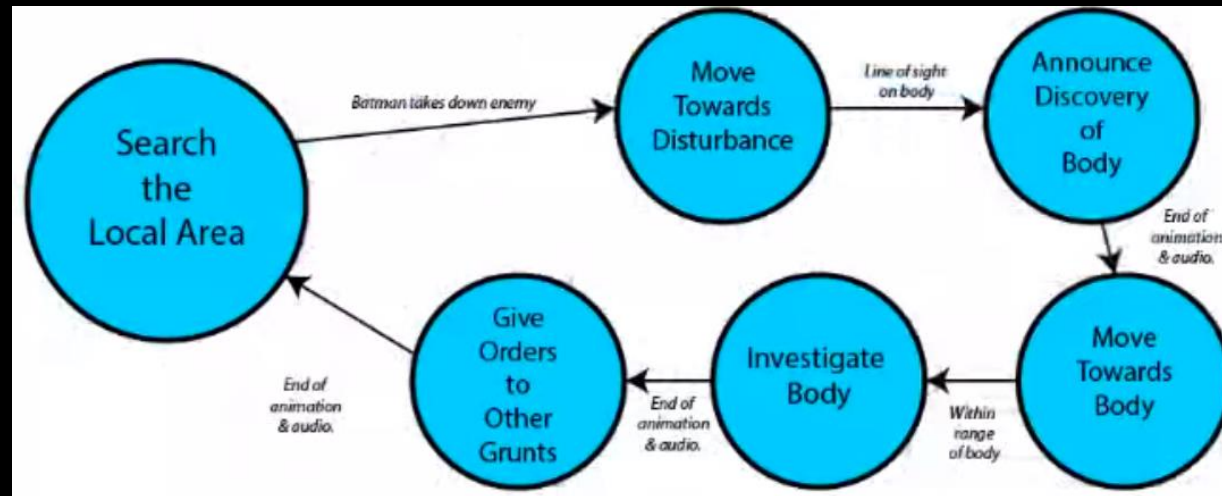 Search
the
Local Area
Batman takes down enemy
Move
Towards
Disturbance
Line of sight
on body
Announce
Discovery
of
Body
End of
animation
& audio.
Move
Towards
Body
Within
range
of body
Investigate
Body
End of
animation
& audio.
Give
Orders
to
Other
Grunts
End of
animation
& audio.